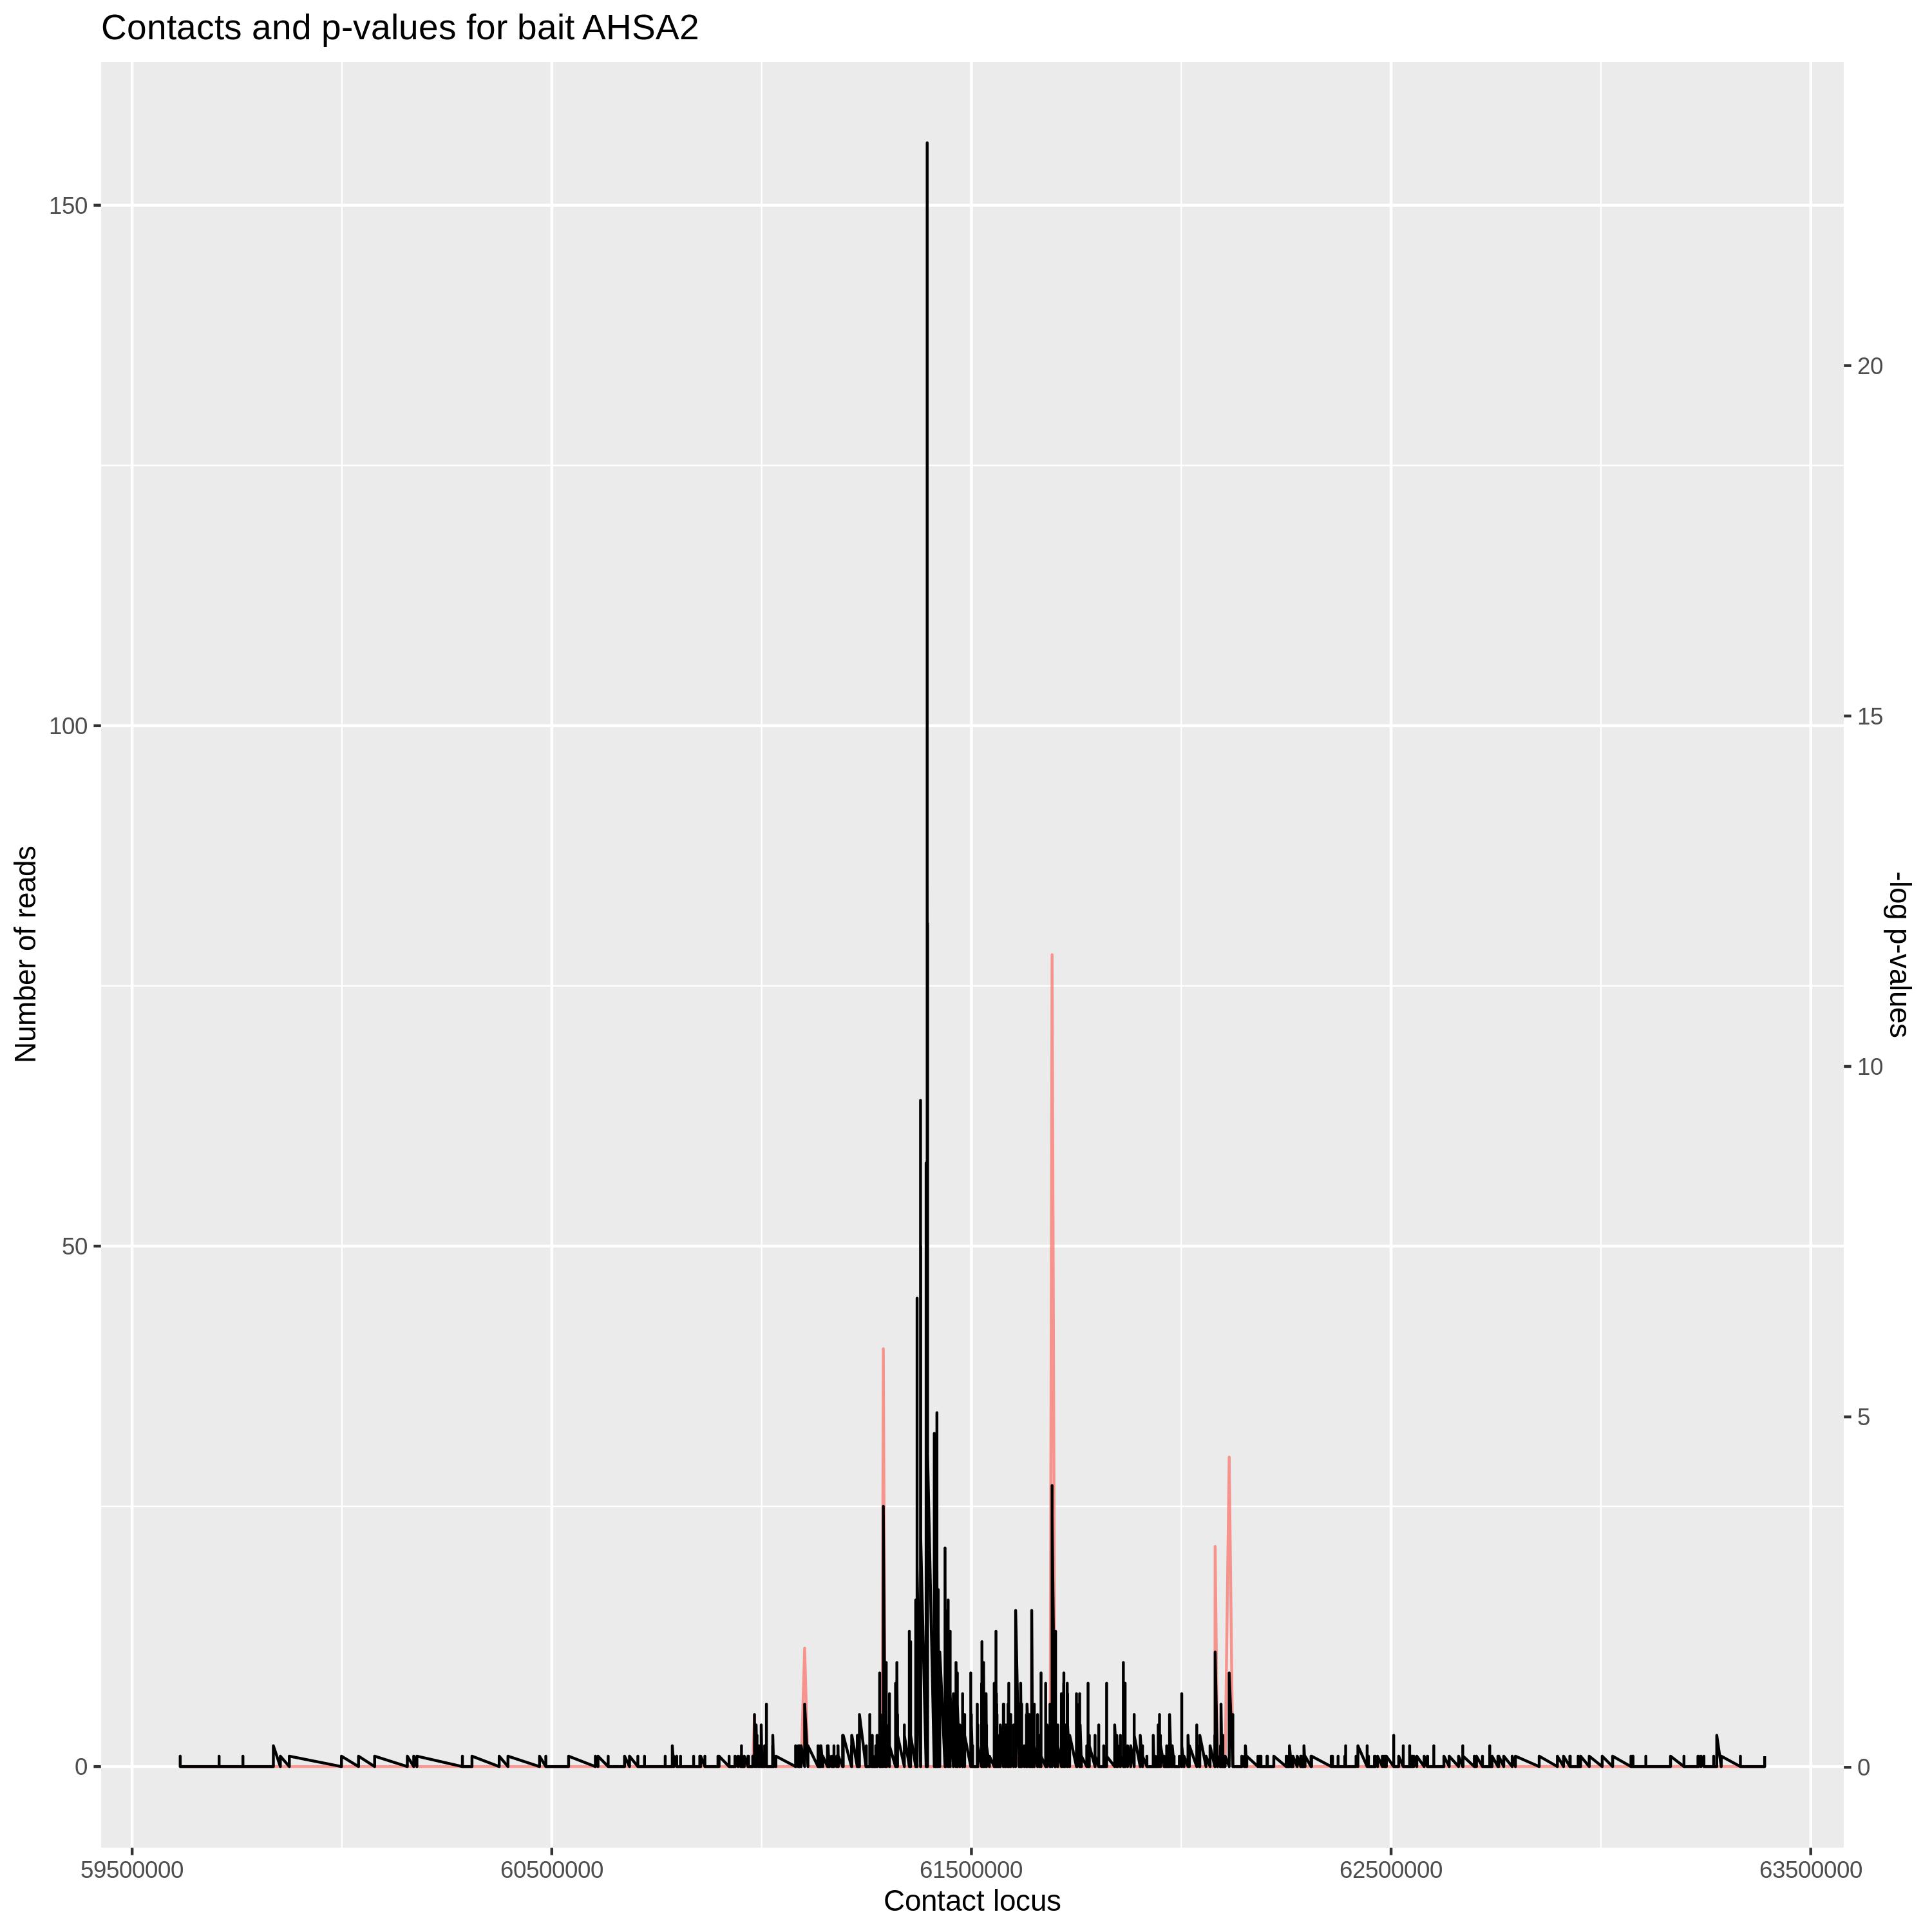 Contacts and p-values for bait AHSA2
150
100
50
0
Number of reads
20
15
10
5
0
-log p-values
59500000 60500000 61500000 62500000 63500000
Contact locus